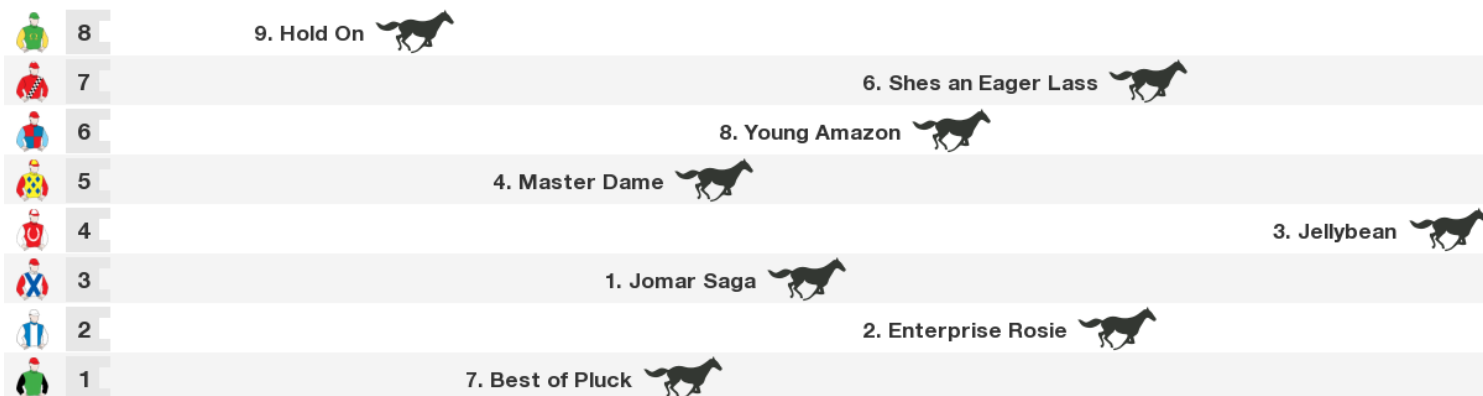 8 9. Hold On
7 6. Shes an Eager Lass
6 8. Young Amazon
5 4. Master Dame
4 3. Jellybean
3 1. Jomar Saga
2 2. Enterprise Rosie
1 7. Best of Pluck